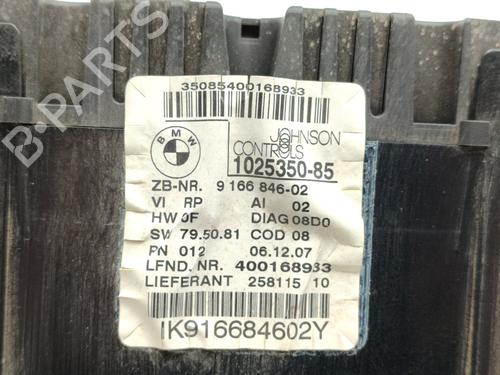 35085400168933
BMW
JOHNSON
CONTROLS
1025350-85
ZB-NR. 9 166 846-02
VI RP AI 02
HW 0F DIAG 08D0
SW 79.50.81 COD 08
PN 012 06.12.07
LFND. NR. 400168933
LIEFERANT 258115 10
IK916684602Y
B-PARTS